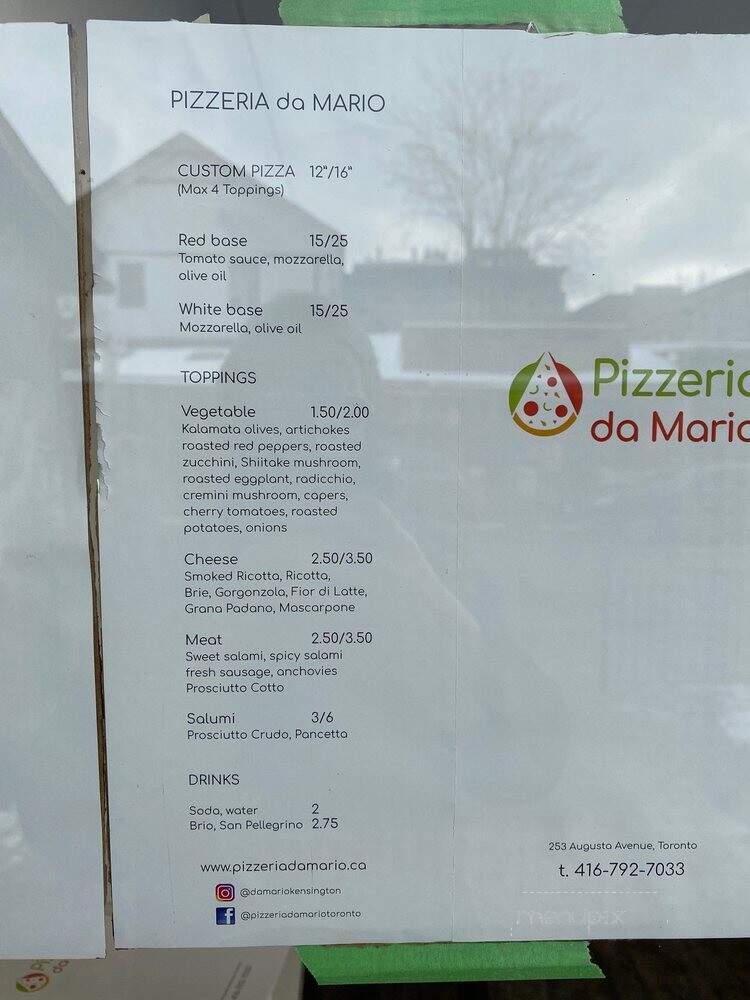 PIZZERIA da MARIO
CUSTOM PIZZA 12"/16"
(Max 4 Toppings)
Red base 15/25
Tomato sauce, mozzarella,
olive oil
White base 15/25
Mozzarella, olive oil
TOPPINGS
Vegetable 1.50/2.00
Kalamata olives, artichokes
roasted red peppers, roasted
zucchini, Shiitake mushroom,
roasted eggplant, radicchio,
cremini mushroom, capers,
cherry tomatoes, roasted
potatoes, onions
Cheese 2.50/3.50
Smoked Ricotta, Ricotta,
Brie, Gorgonzola, Fior di Latte,
Grana Padano, Mascarpone
Meat 2.50/3.50
Sweet salami, spicy salami
fresh sausage, anchovies
Prosciutto Cotto
Salumi 3/6
Prosciutto Crudo, Pancetta
DRINKS
Soda, water 2
Brio, San Pellegrino 2.75
www.pizzeriadamario.ca
@damariokensington
@pizzeriadamariotoronto
Pizzeria
da Mario
253 Augusta Avenue, Toronto
t. 416-792-7033
menupix